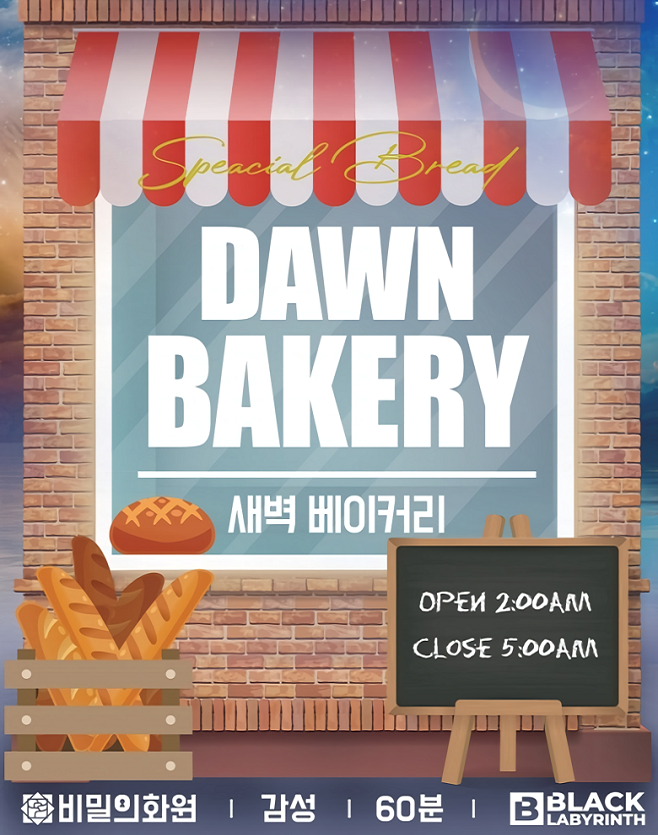 Speacial Bread
DAWN
BAKERY
새벽 베이커리
OPEN 2:00AM
CLOSE 5:00AM
비밀의화원 | 감성 | 60분 | B BLACK LABYRINTH